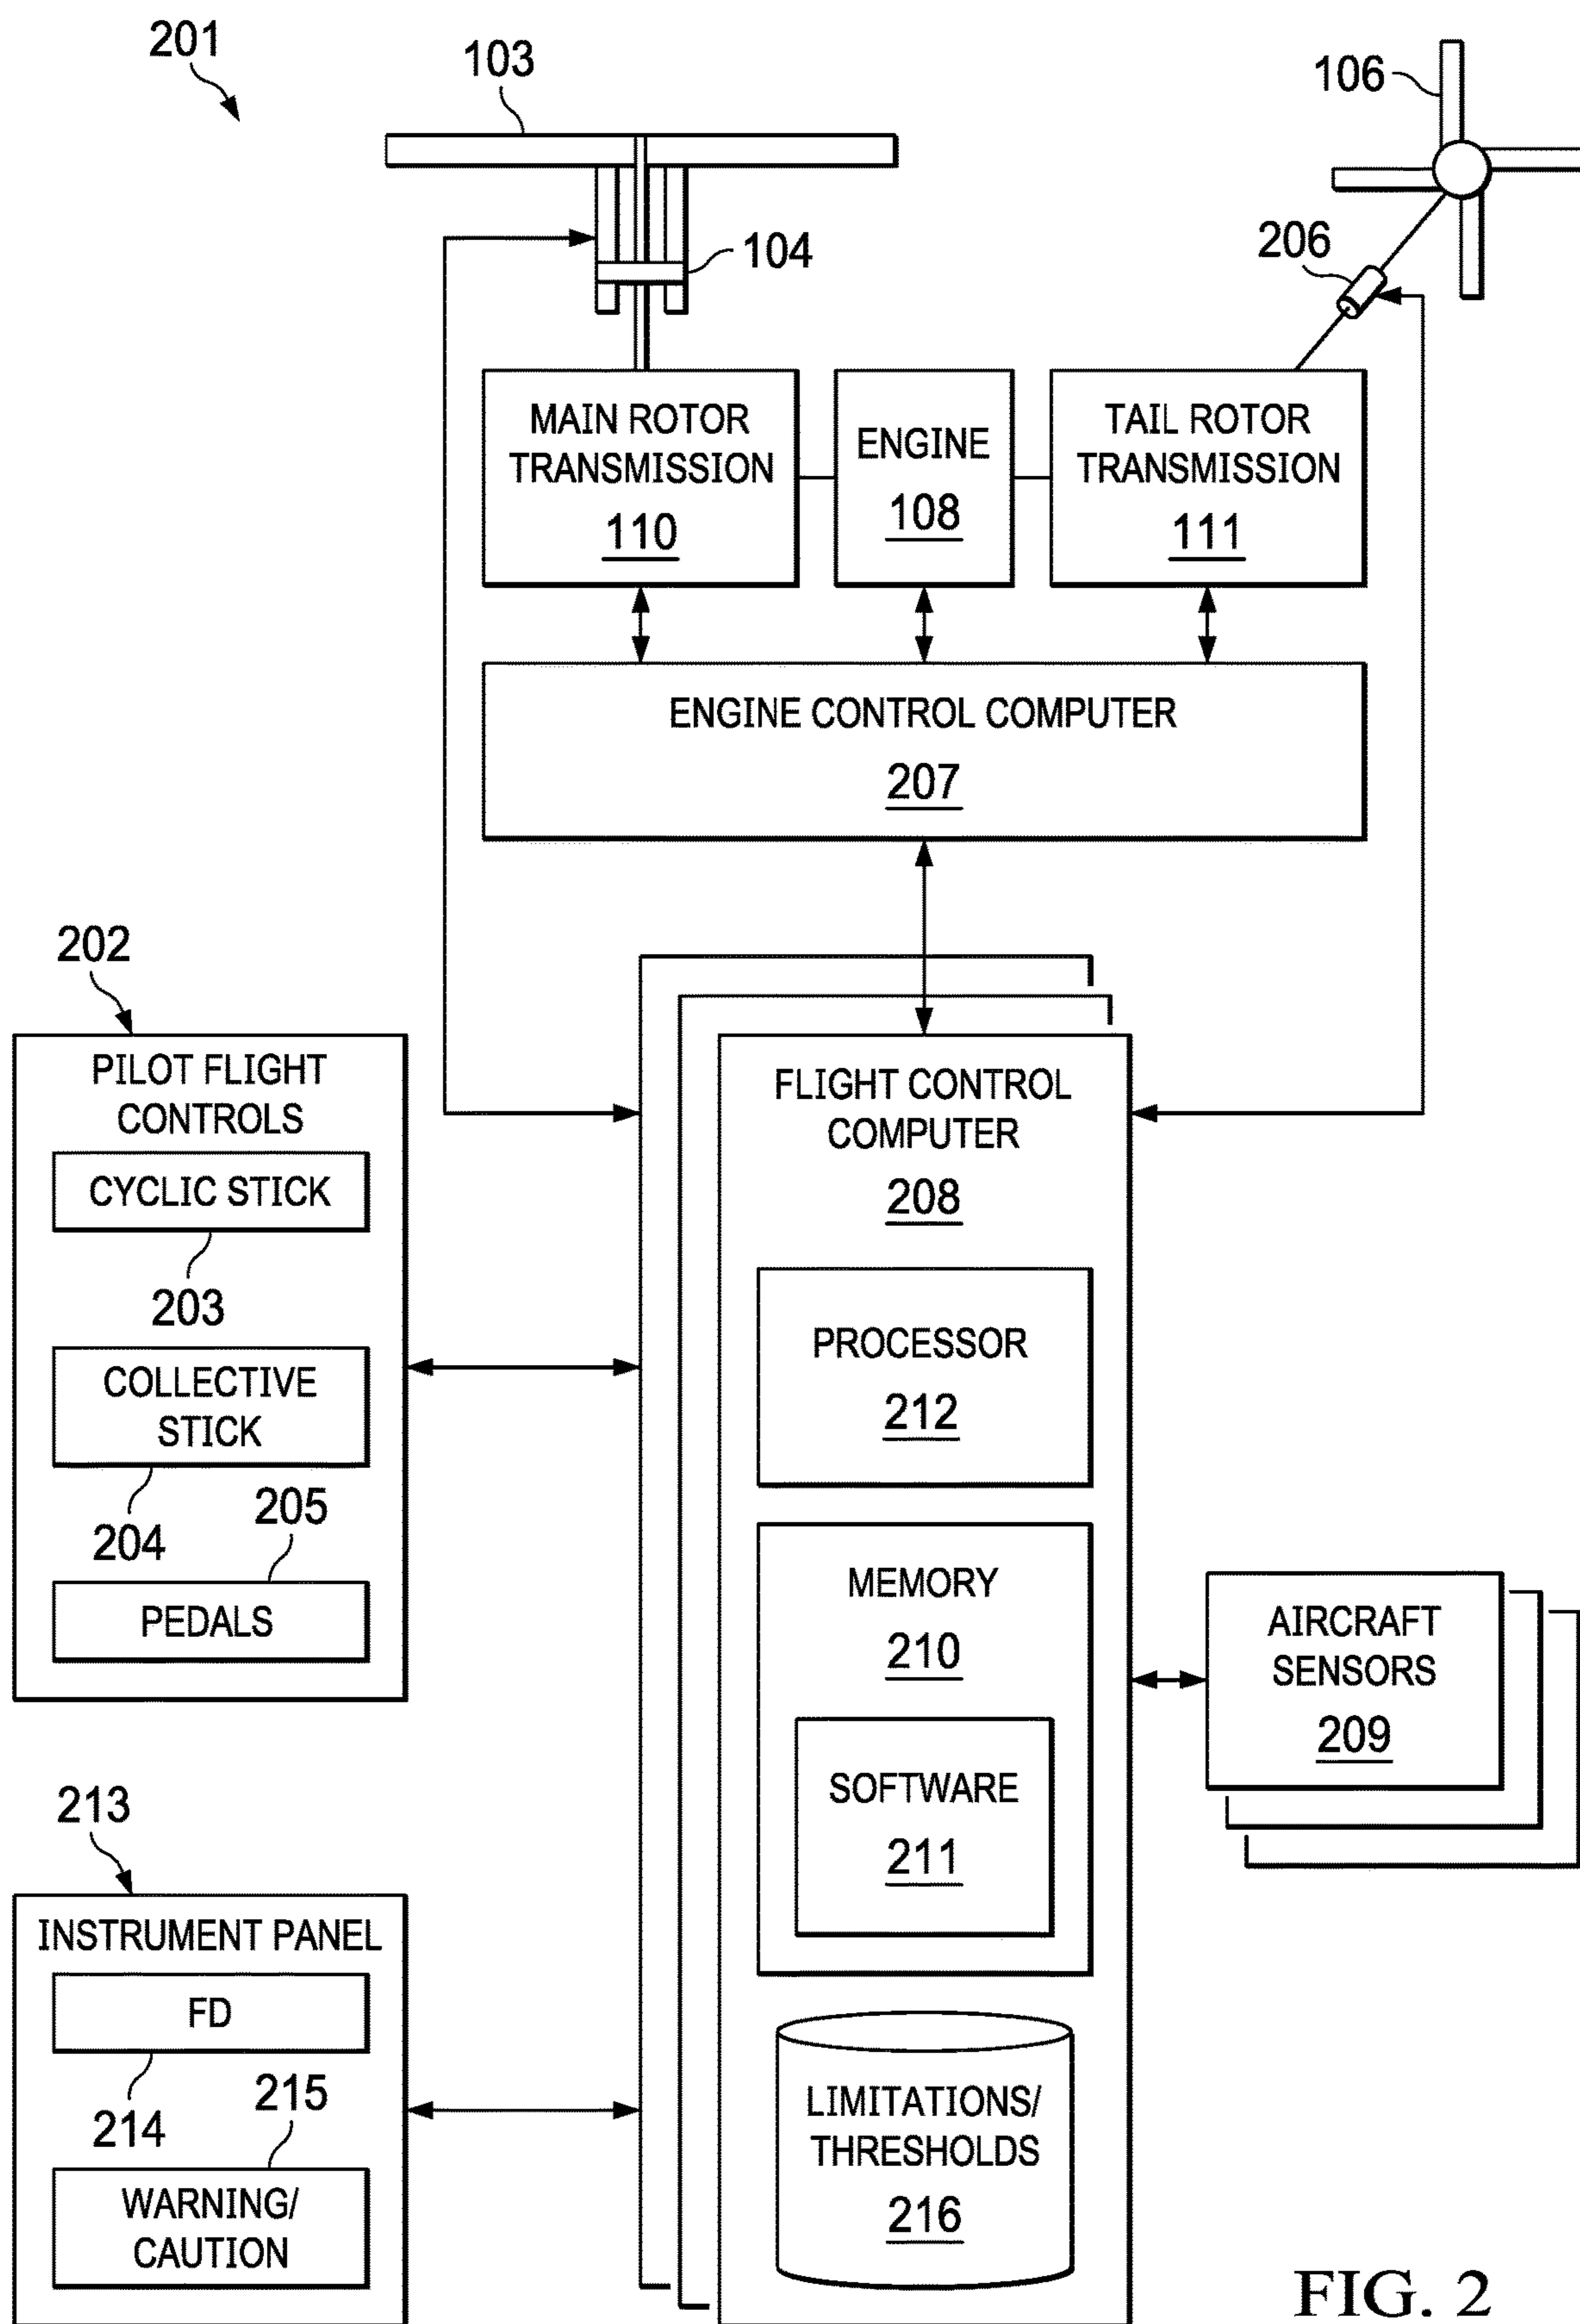 201
103
106
104
206
MAIN ROTOR
TRANSMISSION
110
ENGINE
108
TAIL ROTOR
TRANSMISSION
111
ENGINE CONTROL COMPUTER
207
202
PILOT FLIGHT
CONTROLS
CYCLIC STICK
203
COLLECTIVE
STICK
204
205
PEDALS
FLIGHT CONTROL
COMPUTER
208
PROCESSOR
212
MEMORY
210
SOFTWARE
211
LIMITATIONS/
THRESHOLDS
216
AIRCRAFT
SENSORS
209
213
INSTRUMENT PANEL
FD
214
215
WARNING/
CAUTION
FIG. 2